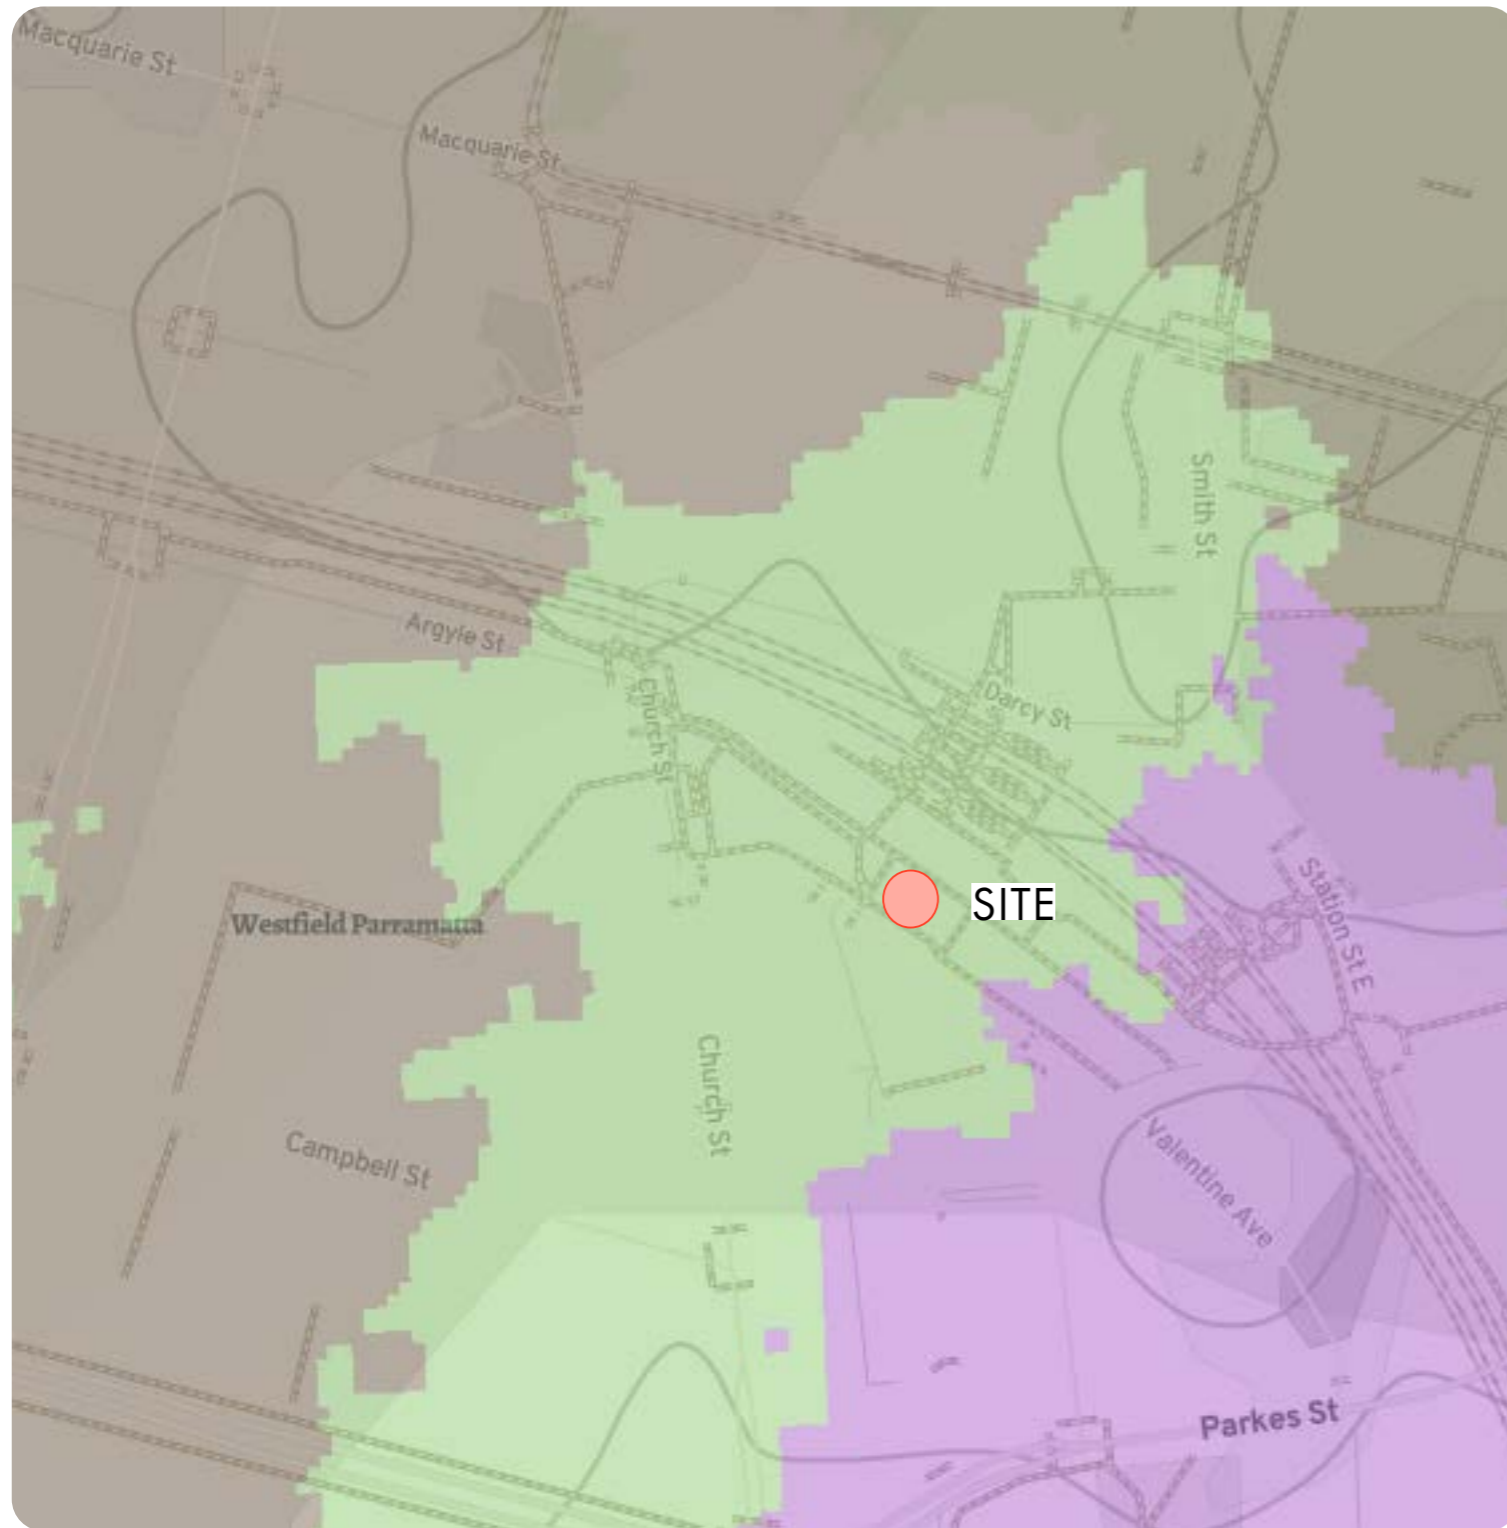 Macquarie St
Macquarie St
Smith St
Argyle St
Church St
Darcy St
Station St E
SITE
Westfield Parramatta
Church St
Campbell St
Valentine Ave
Parkes St